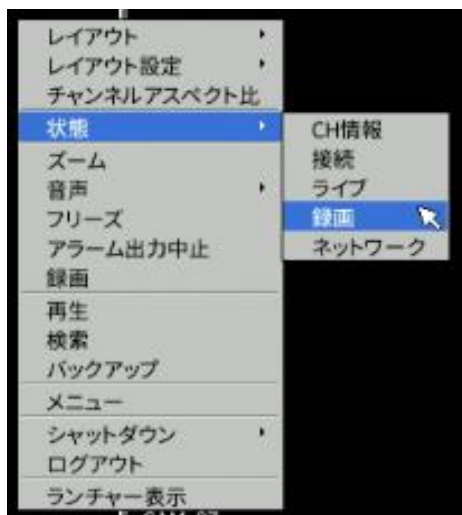 レイアウト
レイアウト設定
チャンネルアスペクト比
状態
ズーム
音声
フリーズ
アラーム出力中止
録画
再生
検索
バックアップ
メニュー
シャットダウン
ログアウト
ランチャー表示
CH情報
接続
ライブ
録画
ネットワーク